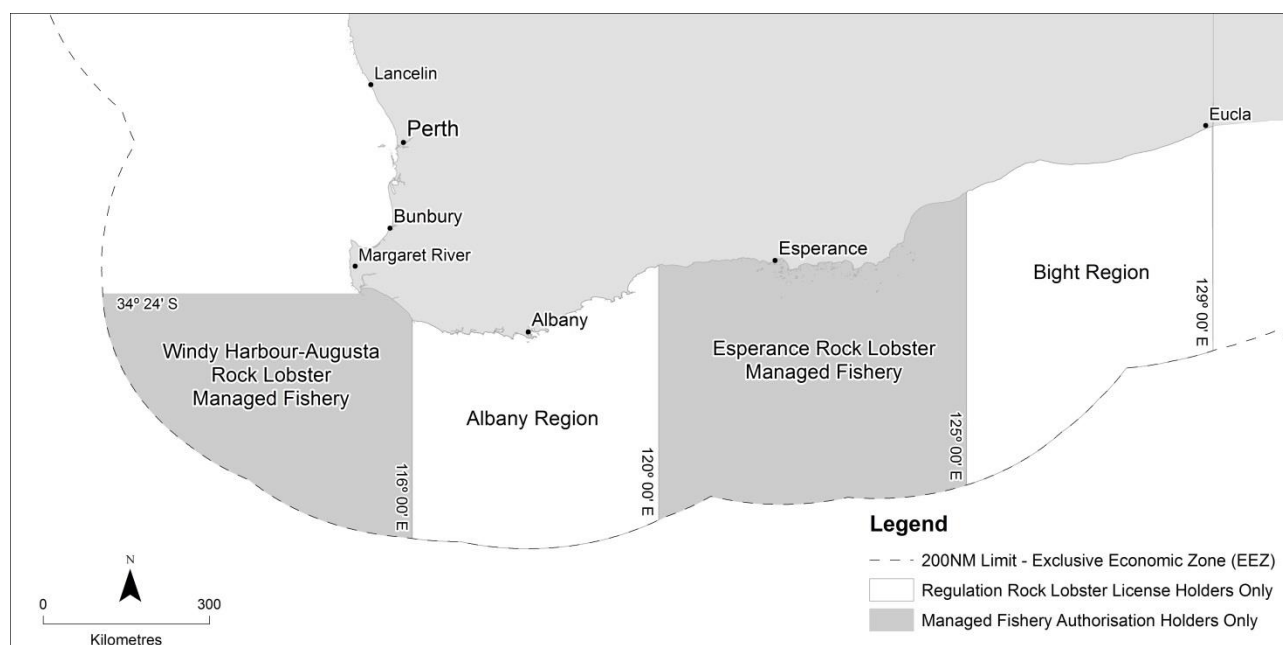 Lancelin
Perth
Eucla
Bunbury
Margaret River
Esperance
Bight Region
129° 00' E
34° 24' S
Albany
Windy Harbour-Augusta
Rock Lobster
Managed Fishery
Esperance Rock Lobster
Managed Fishery
Albany Region
116° 00' E
120° 00' E
125° 00' E
Legend
200NM Limit - Exclusive Economic Zone (EEZ)
Regulation Rock Lobster License Holders Only
Managed Fishery Authorisation Holders Only
N
0 300
Kilometres